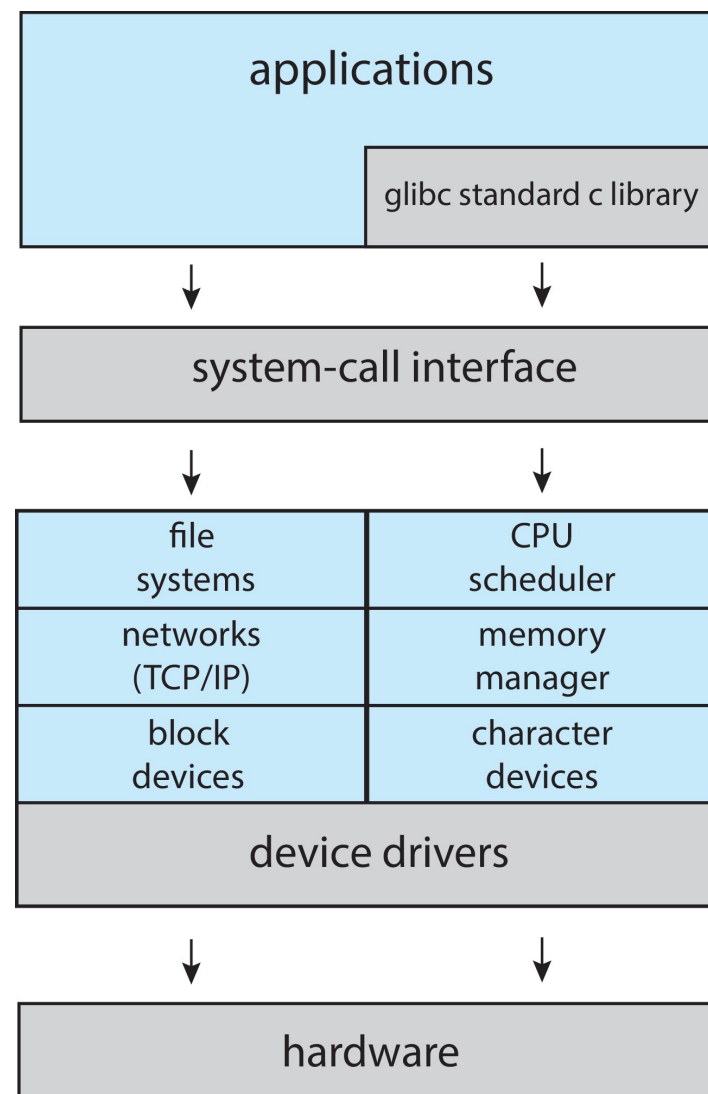 applications
glibc standard c library
system-call interface
file
systems
CPU
scheduler
networks
(TCP/IP)
memory
manager
block
devices
character
devices
device drivers
hardware